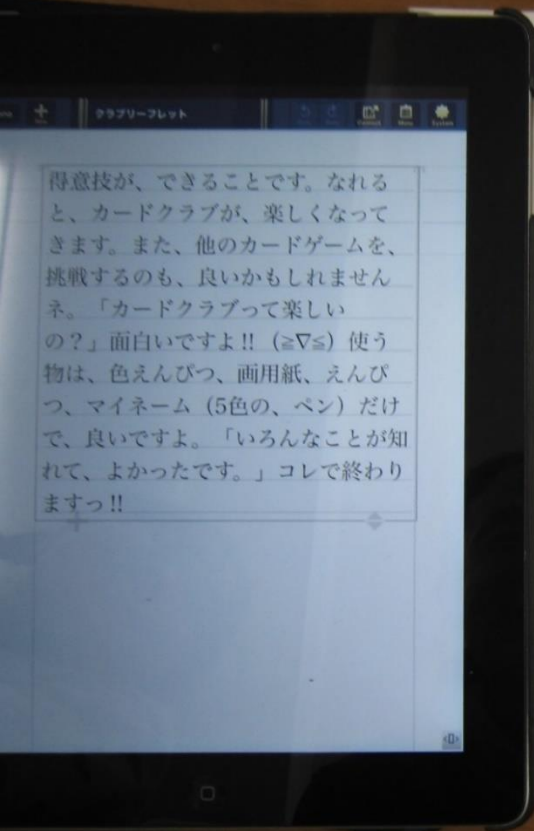 クラブリーフレット
得意技が、できることです。なれる
と、カードクラブが、楽しくなって
きます。また、他のカードゲームを、
挑戦するのも、良いかもしれません
ネ。「カードクラブって楽しい
の？」面白いですよ!!（≧∇≦）使う
物は、色えんぴつ、画用紙、えんぴ
つ、マイネーム（5色の、ペン）だけ
で、良いですよ。「いろんなことが知
れて、よかったです。」コレで終わり
ますっ!!